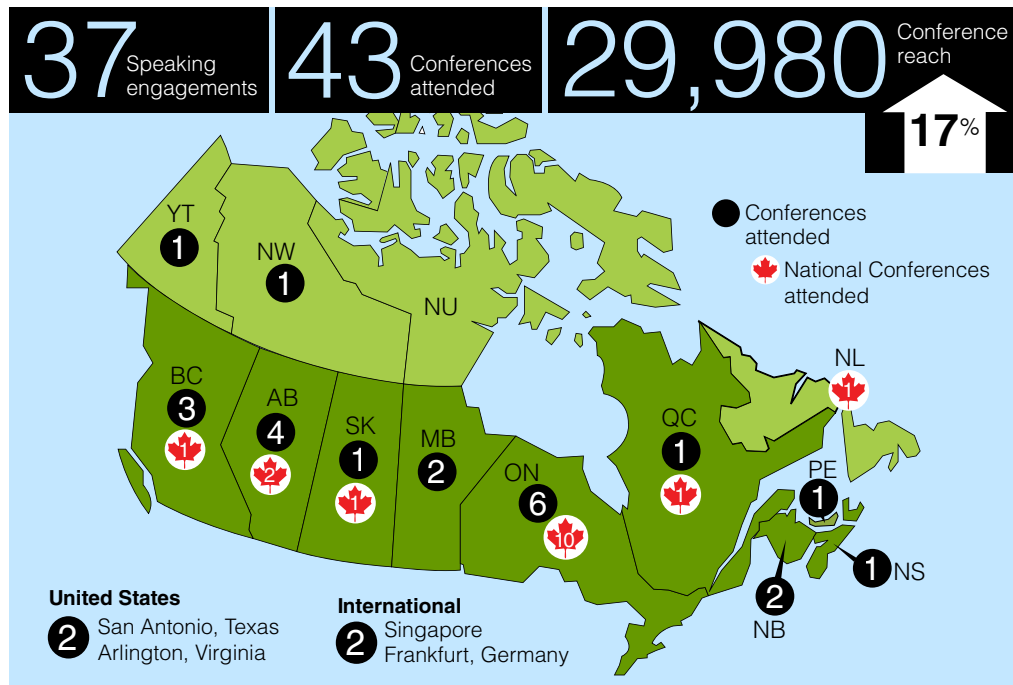 37
Speaking
engagements
43
Conferences
attended
29,980
Conference
reach
17%
Conferences
attended
National Conferences
attended
YT
1
NW
1
NU
BC
3
1
AB
4
2
SK
1
1
MB
2
ON
6
10
QC
1
1
NL
1
PE
1
1 NS
2
NB
United States
2
San Antonio, Texas
Arlington, Virginia
International
2
Singapore
Frankfurt, Germany